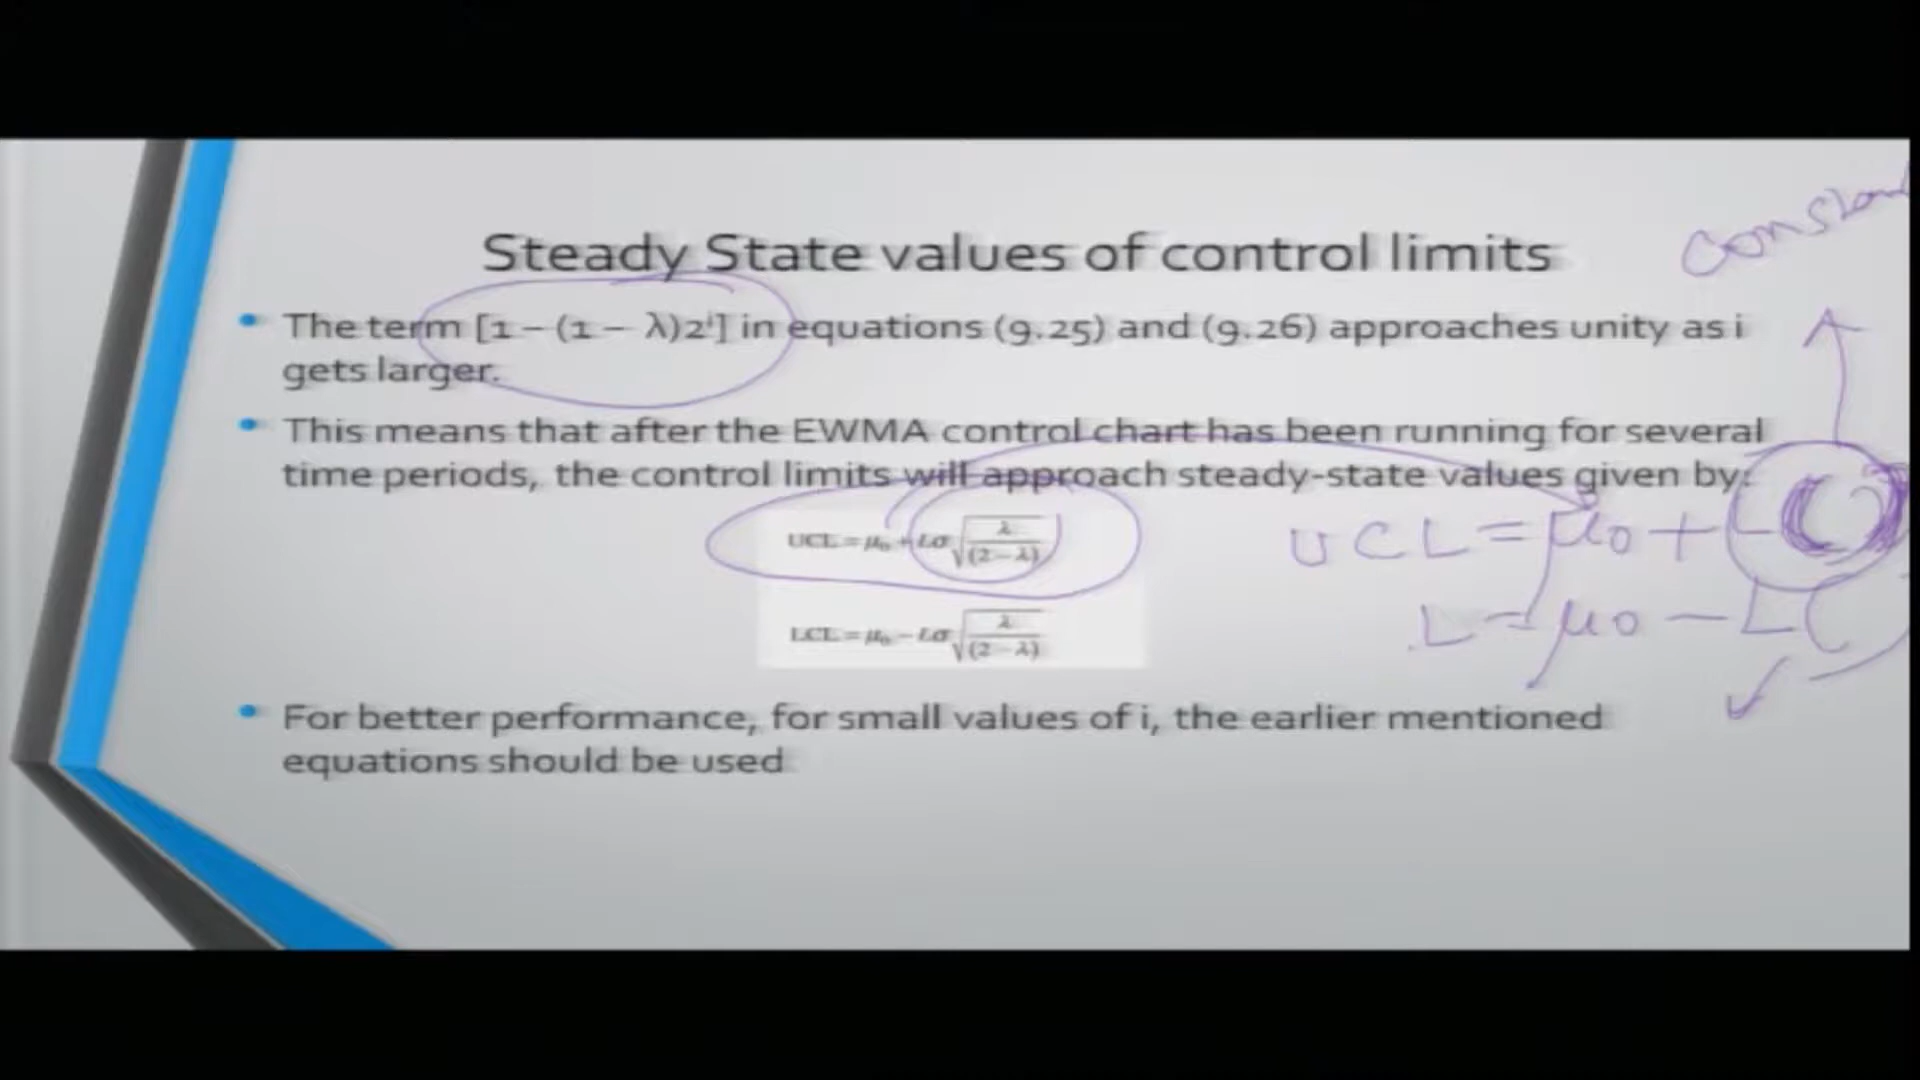 Constant
Steady State values of control limits
• The term [1 – (1 – λ)2ⁱ] in equations (9.25) and (9.26) approaches unity as i
gets larger.
• This means that after the EWMA control chart has been running for several
time periods, the control limits will approach steady-state values given by:
UCL = μ₀ + Lσ √(λ/(2 – λ))
UCL = μ₀ + L
LCL = μ₀ – Lσ √(λ/(2 – λ))
L = μ₀ – L(
• For better performance, for small values of i, the earlier mentioned
equations should be used